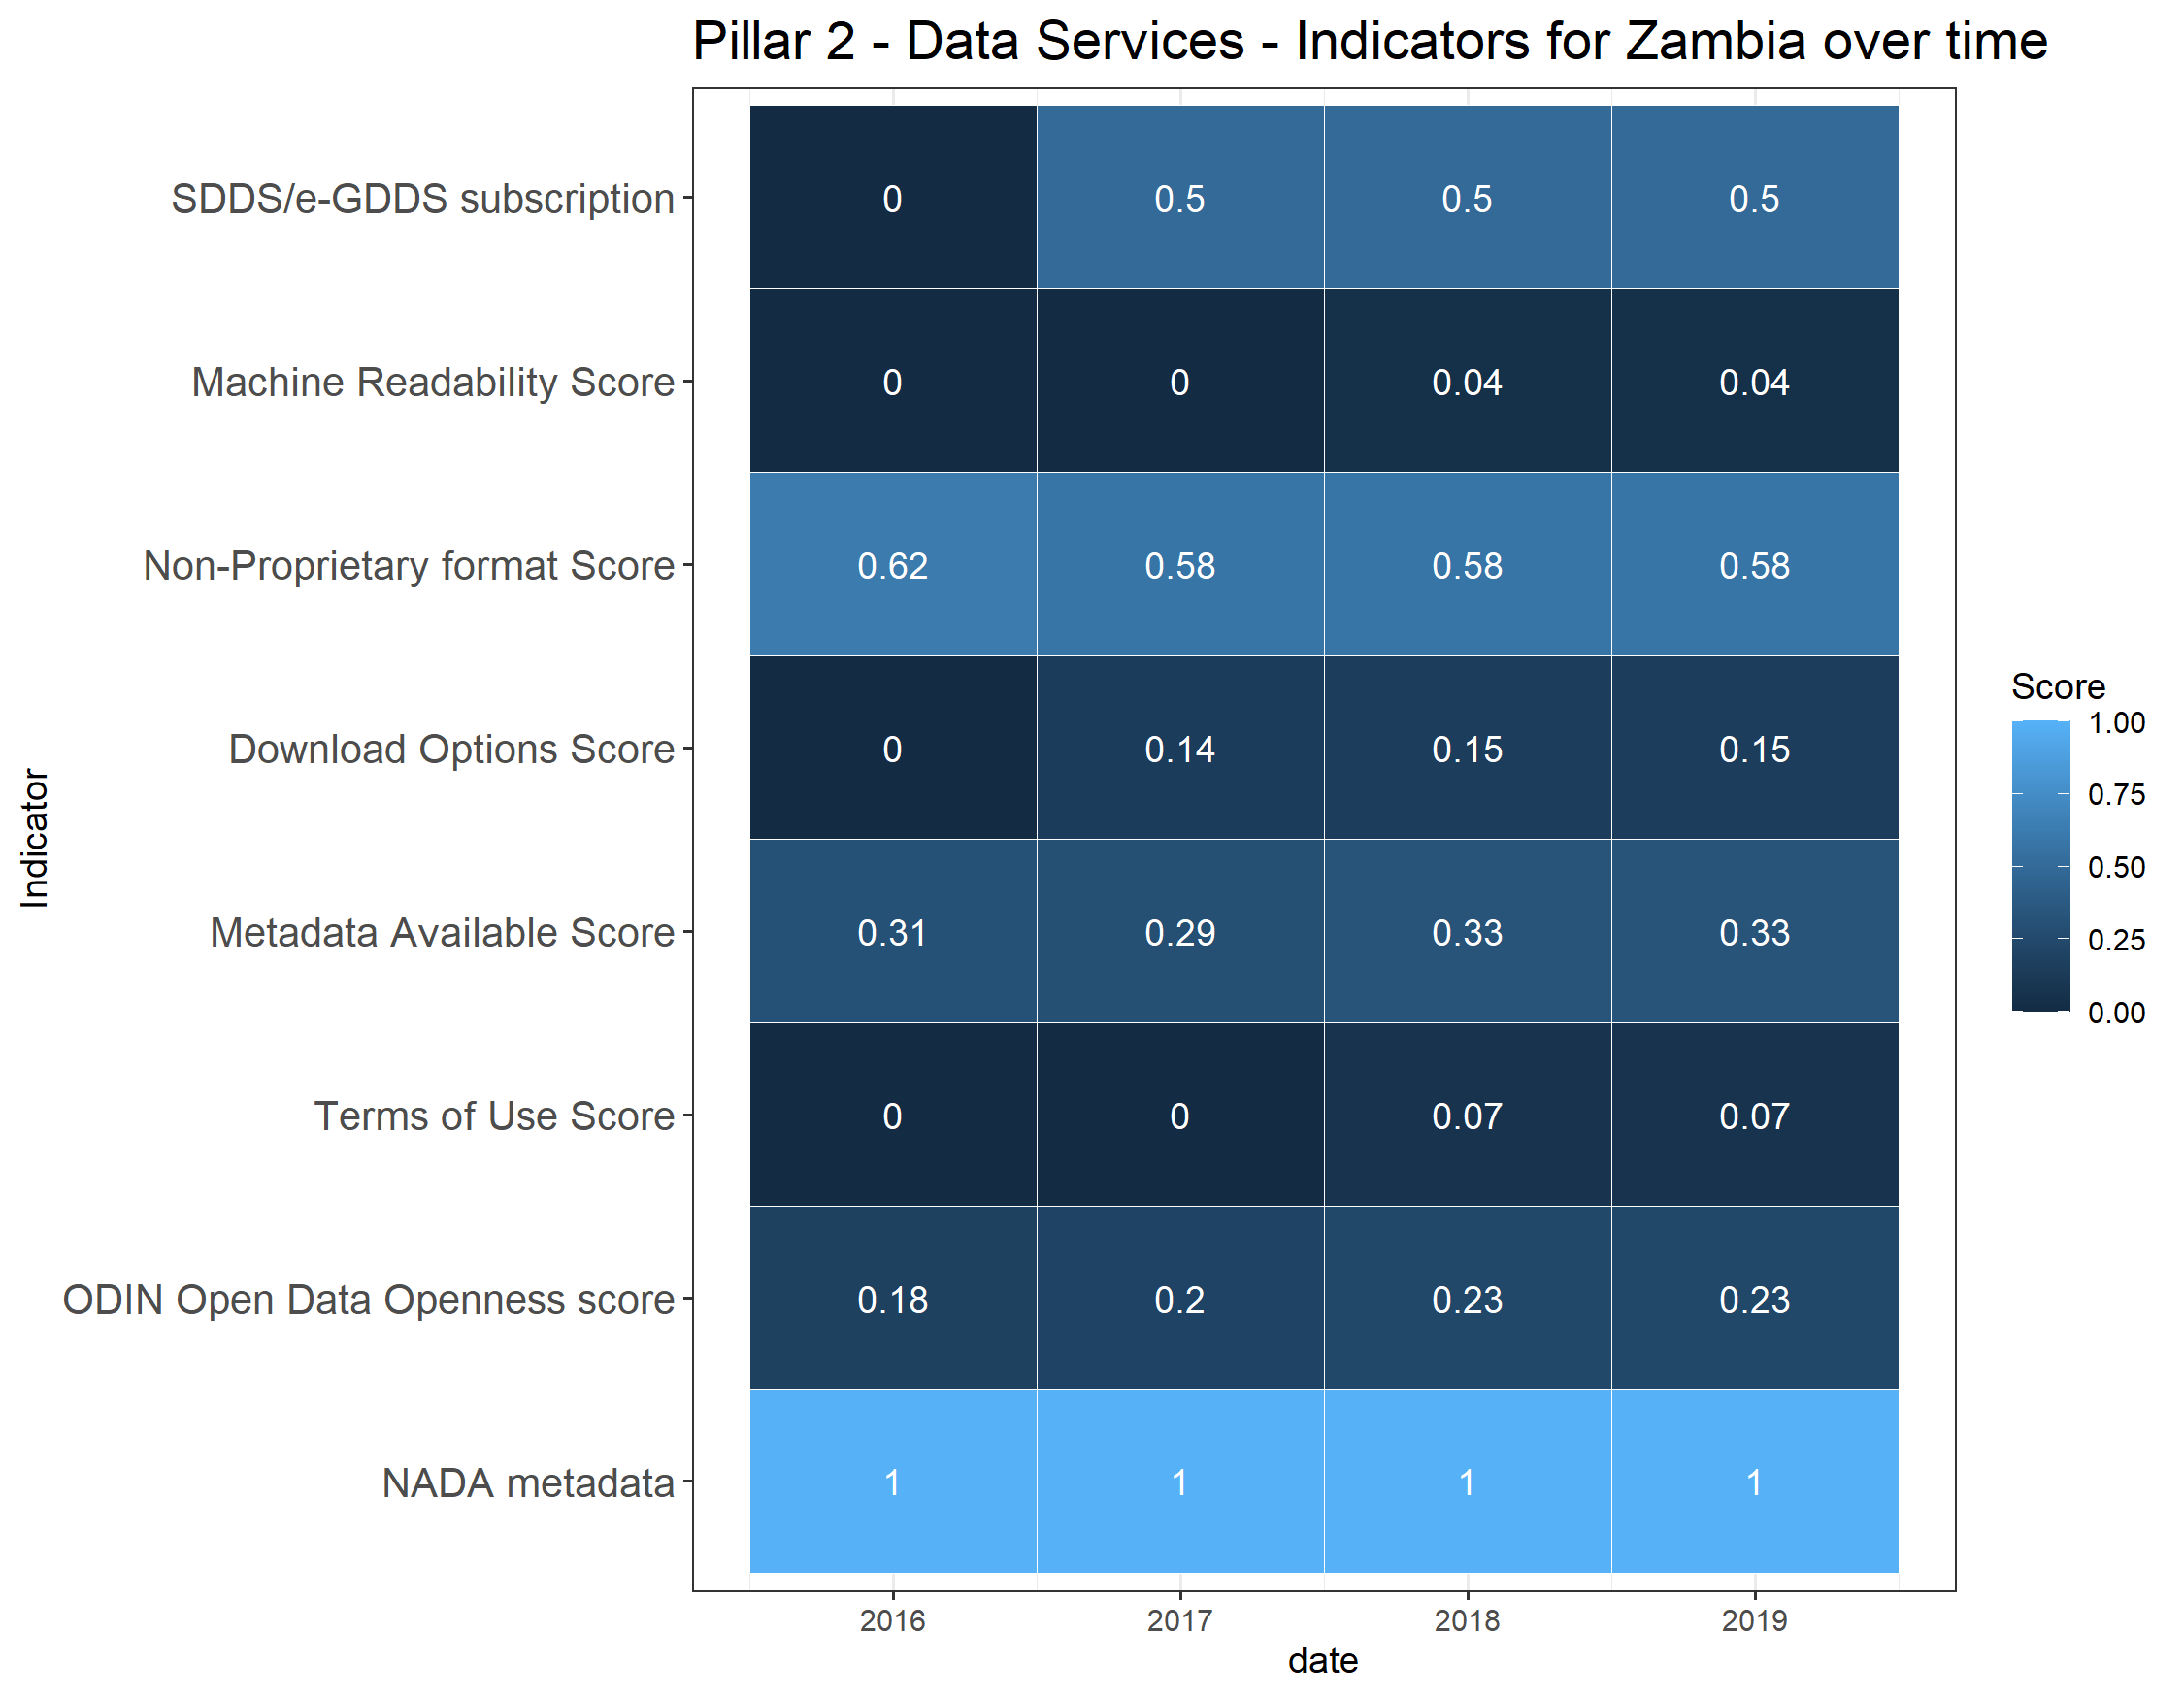 Pillar 2 - Data Services - Indicators for Zambia over time
SDDS/e-GDDS subscription 0 0.5 0.5 0.5
Machine Readability Score 0 0 0.04 0.04
Non-Proprietary format Score 0.62 0.58 0.58 0.58
Download Options Score 0 0.14 0.15 0.15
Metadata Available Score 0.31 0.29 0.33 0.33
Terms of Use Score 0 0 0.07 0.07
ODIN Open Data Openness score 0.18 0.2 0.23 0.23
NADA metadata 1 1 1 1
2016 2017 2018 2019
date
Indicator
Score
1.00
0.75
0.50
0.25
0.00